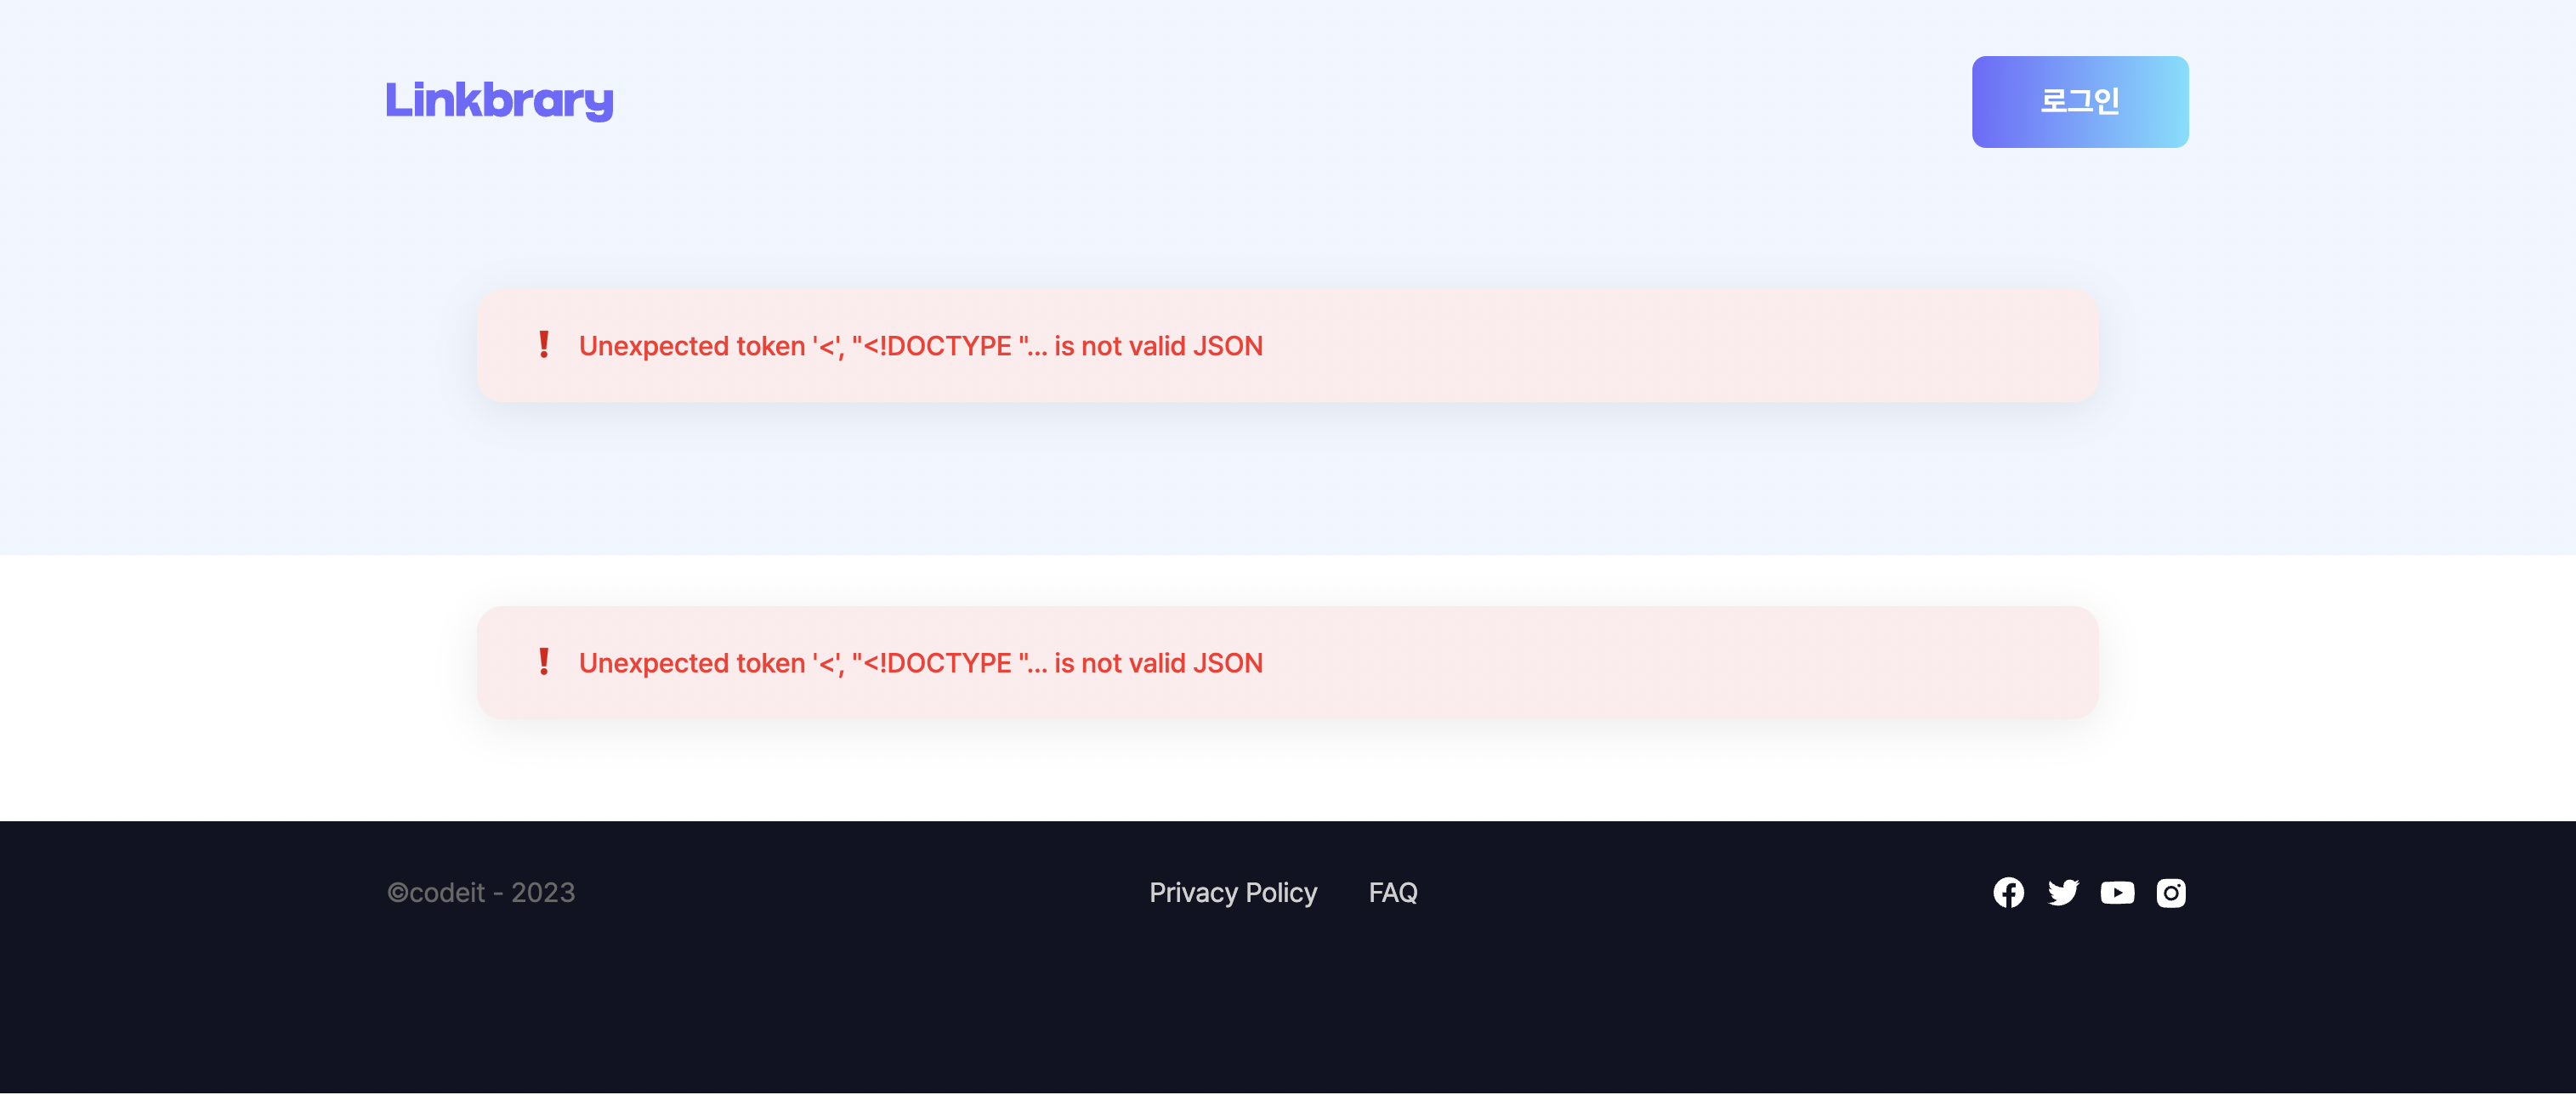 Linkbrary
로그인
! Unexpected token '<', "<!DOCTYPE "... is not valid JSON
! Unexpected token '<', "<!DOCTYPE "... is not valid JSON
©codeit - 2023
Privacy Policy
FAQ